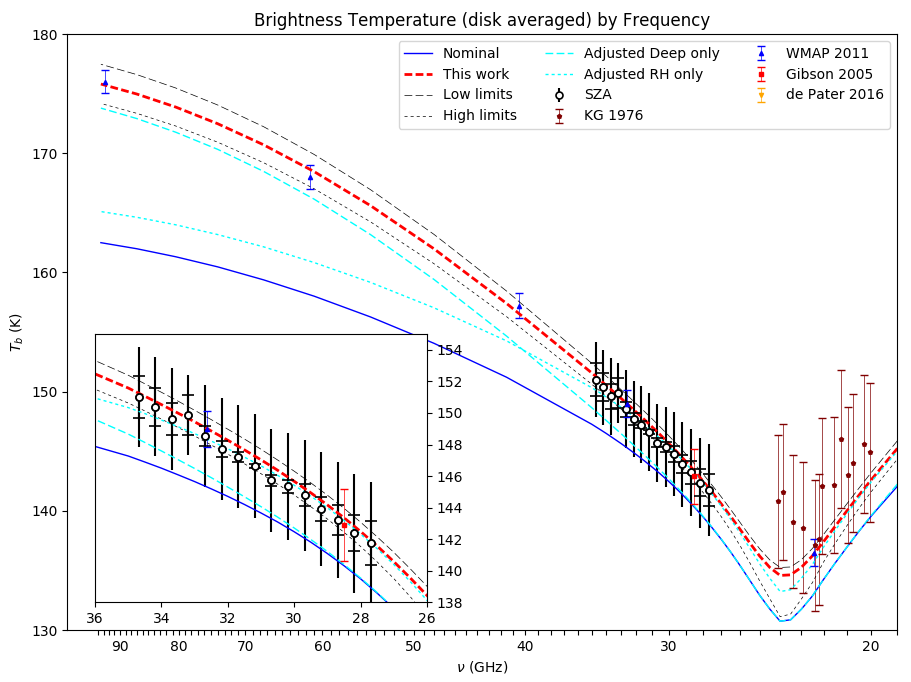 Brightness Temperature (disk averaged) by Frequency
180
170
160
150
140
130
T_b (K)
Nominal
This work
Low limits
High limits
Adjusted Deep only
Adjusted RH only
SZA
KG 1976
WMAP 2011
Gibson 2005
de Pater 2016
154
152
150
148
146
144
142
140
138
36 34 32 30 28 26
90 80 70 60 50 40 30 20
ν (GHz)